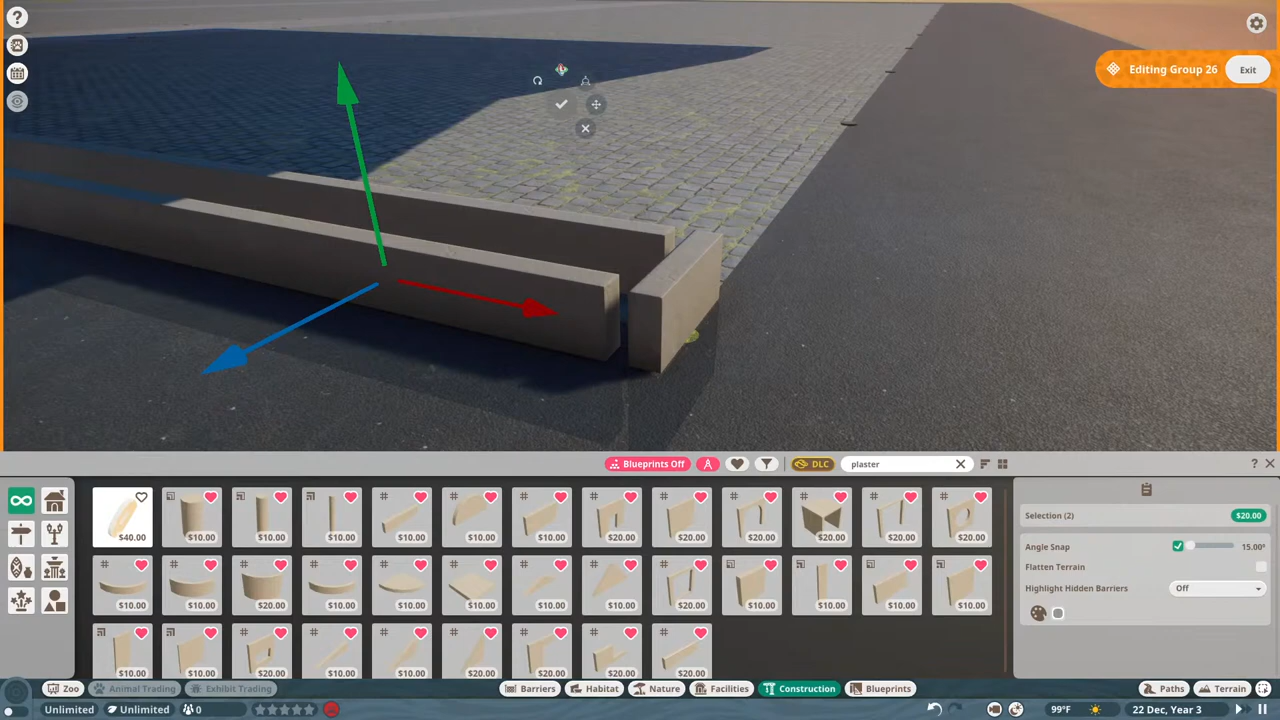 ?
Editing Group 26
Exit
Blueprints Off
DLC
plaster
?
$40.00
$10.00
$10.00
$10.00
$10.00
$10.00
$10.00
$20.00
$20.00
$20.00
$20.00
$20.00
$20.00
$10.00
$10.00
$20.00
$10.00
$10.00
$10.00
$10.00
$10.00
$20.00
$10.00
$10.00
$10.00
$10.00
$10.00
$10.00
$20.00
$10.00
$10.00
$20.00
$20.00
$20.00
$20.00
Selection (2)
$20.00
Angle Snap
15.00°
Flatten Terrain
Highlight Hidden Barriers
Off
Zoo
Animal Trading
Exhibit Trading
Barriers
Habitat
Nature
Facilities
Construction
Blueprints
Paths
Terrain
Unlimited
Unlimited
0
99°F
22 Dec, Year 3